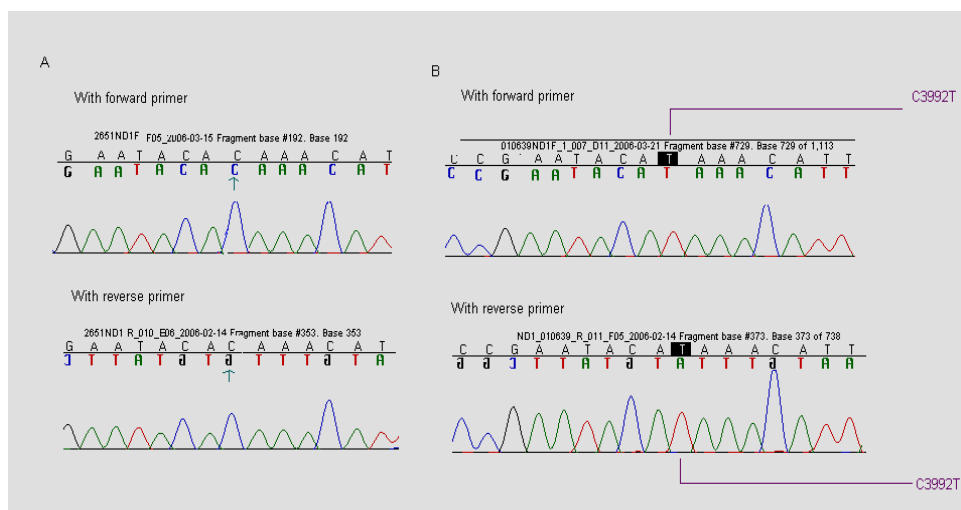 A
With forward primer
2651ND1F F05_2006-03-15 Fragment base #192. Base 192
G A A T A C A C A A A C A T
G A A T A C A C A A A C A T
With reverse primer
2651ND1 R_010_E06_2006-02-14 Fragment base #353. Base 353
G A A T A C A C A A A C A T
C T T A T G T G T T T G T A
B
With forward primer
C3992T
010639ND1F_1_007_D11_2006-03-21 Fragment base #729. Base 729 of 1,113
C C G A A T A C A T A A A C A T T
C C G A A T A C A T A A A C A T T
With reverse primer
ND1_010639_R_011_F05_2006-02-14 Fragment base #373. Base 373 of 738
C C G A A T A C A T A A A C A T T
G G C T T A T G T A T T T G T A A
C3992T